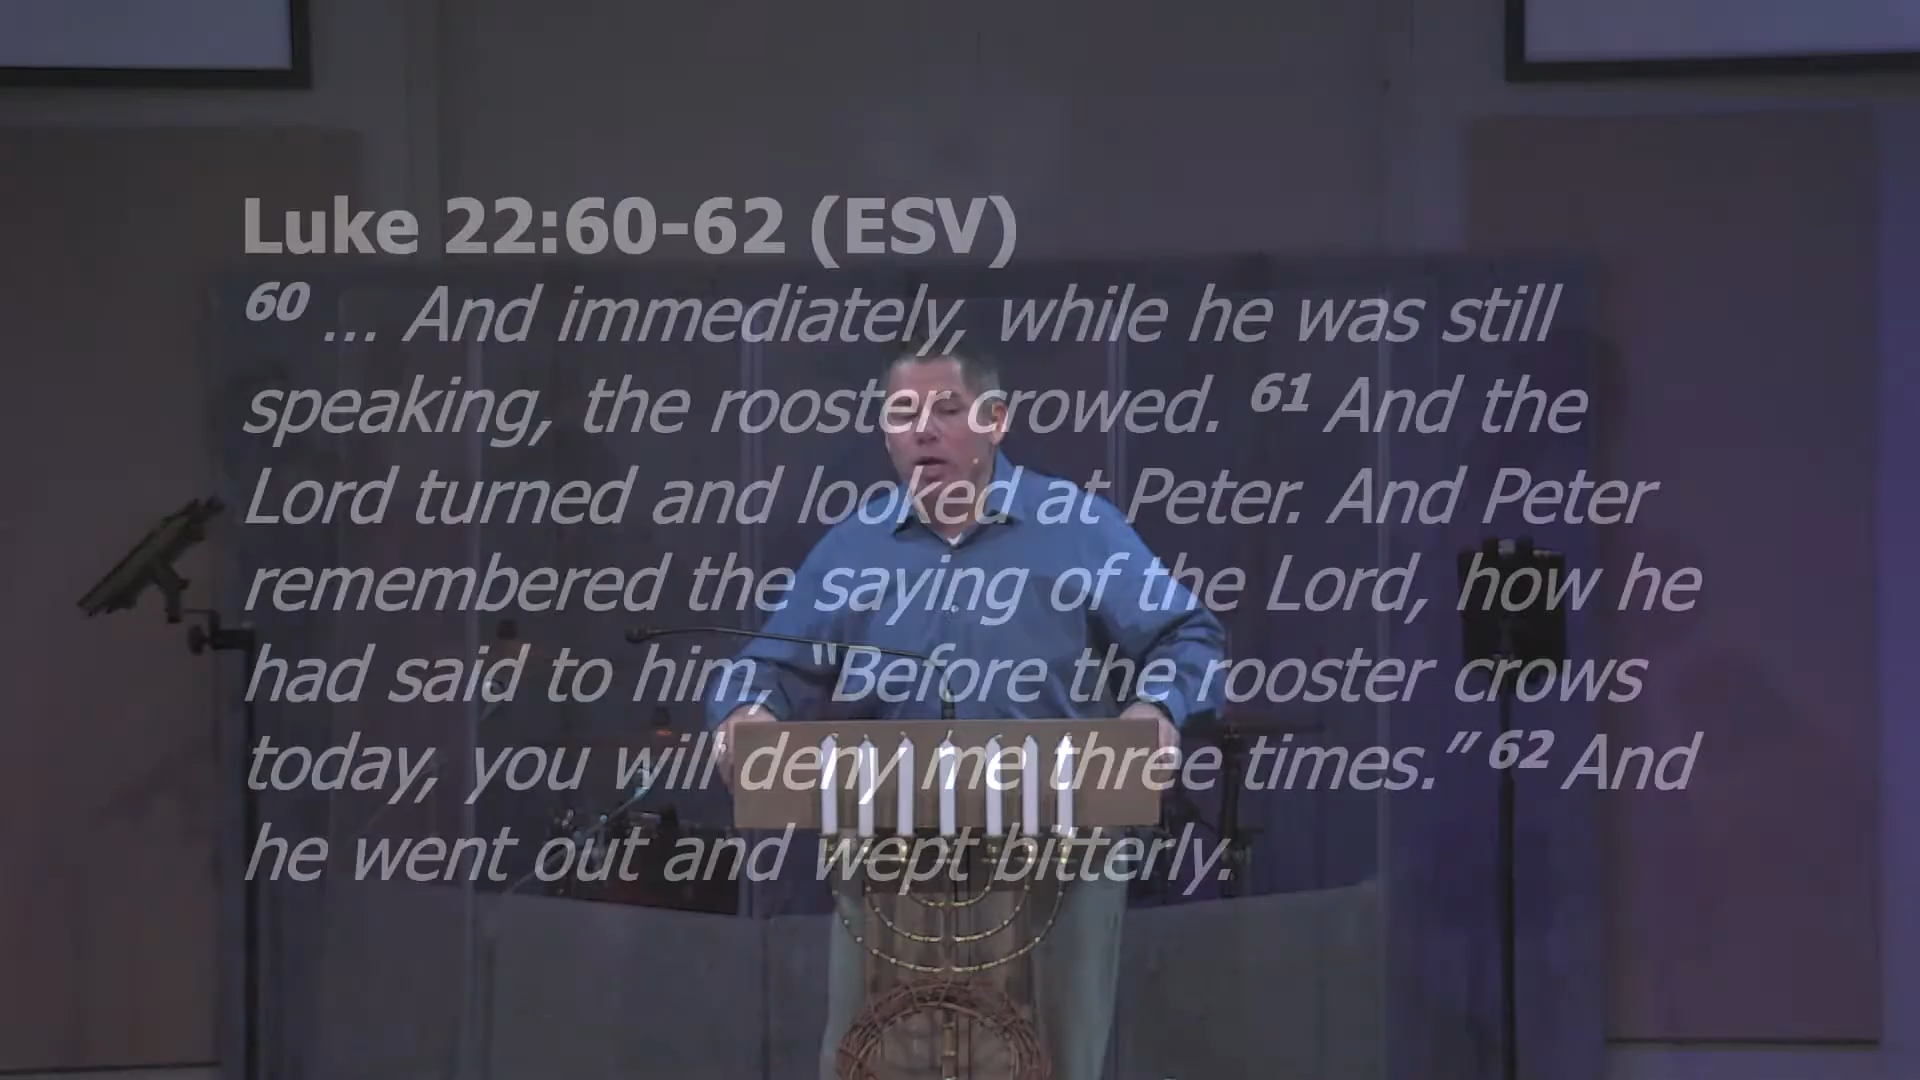 Luke 22:60-62 (ESV)
60 ... And immediately, while he was still
speaking, the rooster crowed. 61 And the
Lord turned and looked at Peter. And Peter
remembered the saying of the Lord, how he
had said to him, “Before the rooster crows
today, you will deny me three times.” 62 And
he went out and wept bitterly.